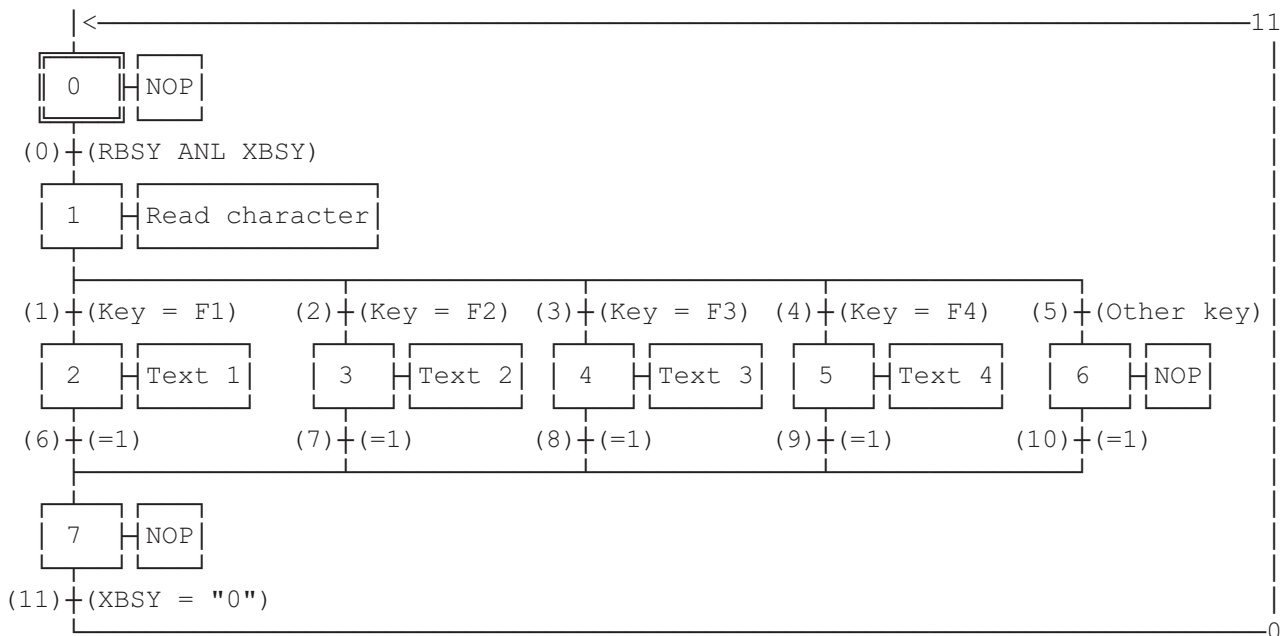 11
0 NOP
(0) (RBSY ANL XBSY)
1 Read character
(1) (Key = F1) (2) (Key = F2) (3) (Key = F3) (4) (Key = F4) (5) (Other key)
2 Text 1 3 Text 2 4 Text 3 5 Text 4 6 NOP
(6) (=1) (7) (=1) (8) (=1) (9) (=1) (10) (=1)
7 NOP
(11) (XBSY = "0")
0